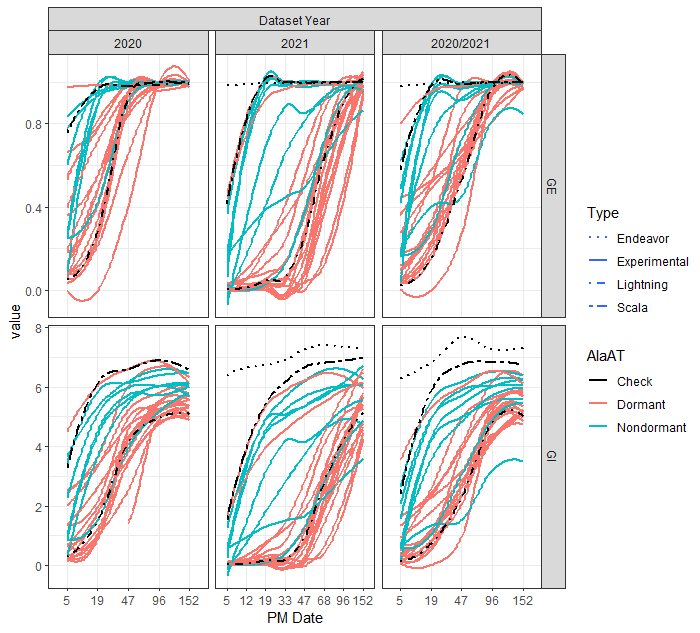 Dataset Year
2020 2021 2020/2021
0.8
0.4
0.0
GE
value
8
6
4
2
0
GI
5 19 47 96 152 5 12 19 33 47 68 96 152 5 19 47 96 152
PM Date
Type
Endeavor
Experimental
Lightning
Scala
AlaAT
Check
Dormant
Nondormant